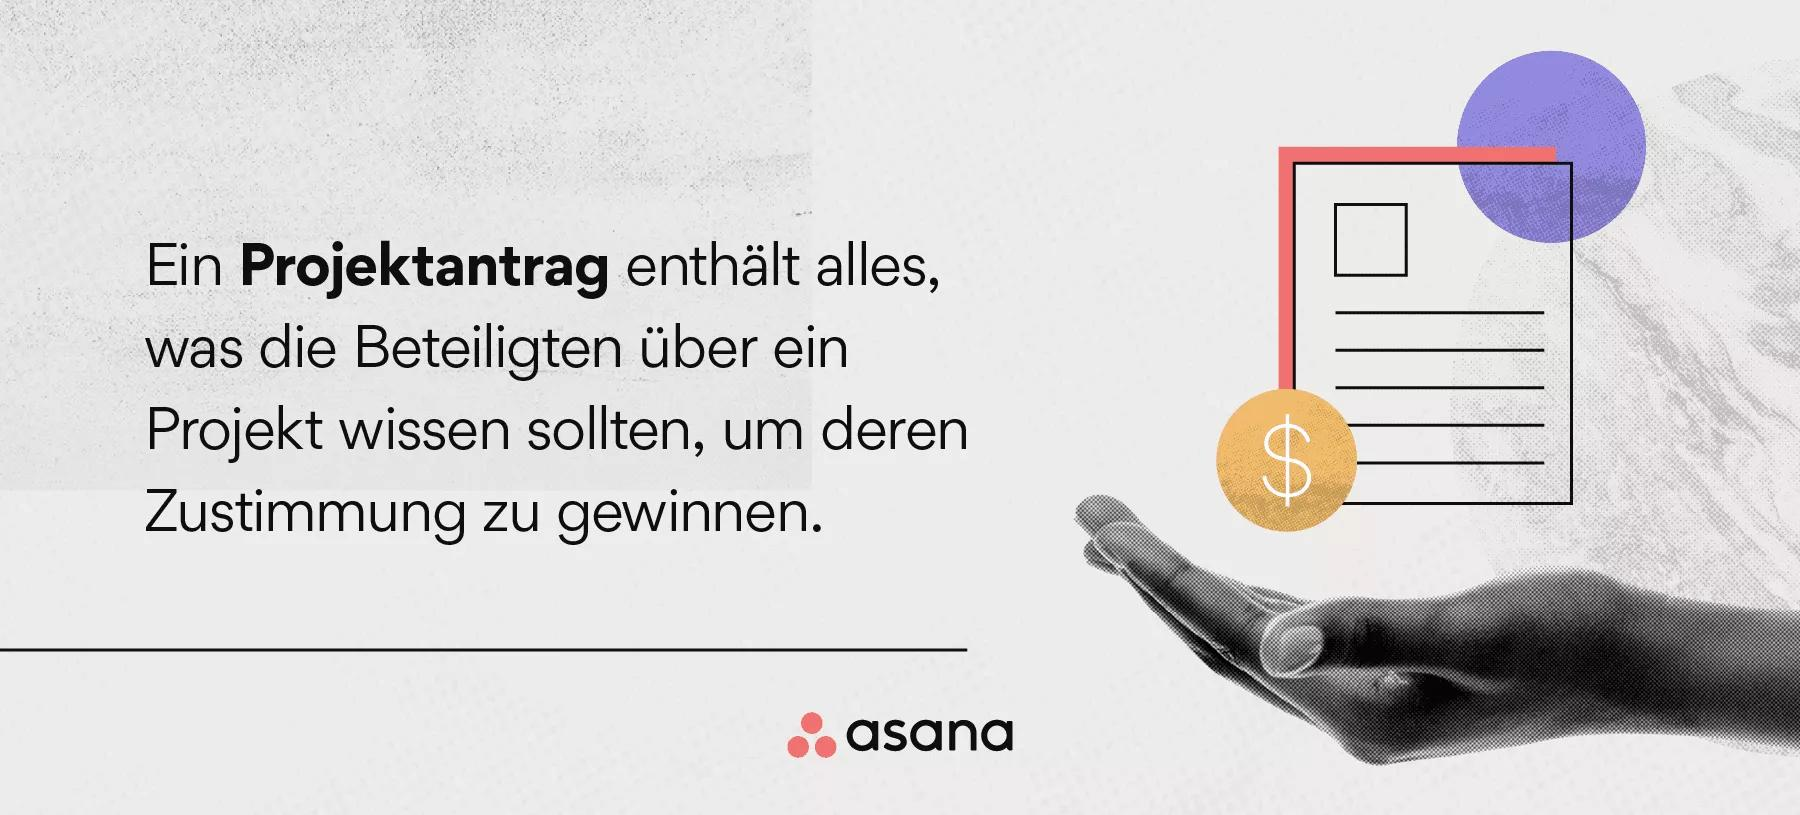 Ein Projektantrag enthält alles,
was die Beteiligten über ein
Projekt wissen sollten, um deren
Zustimmung zu gewinnen.
$
asana